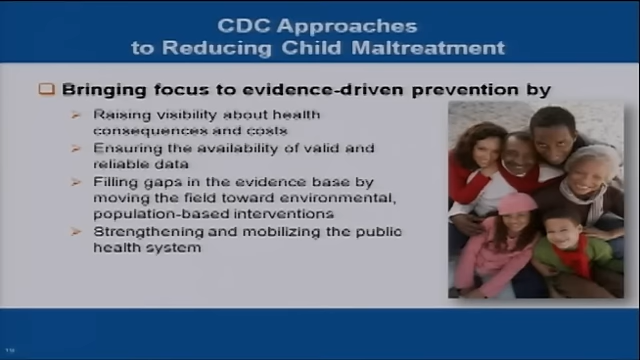 CDC Approaches
to Reducing Child Maltreatment
Bringing focus to evidence-driven prevention by
Raising visibility about health
consequences and costs
Ensuring the availability of valid and
reliable data
Filling gaps in the evidence base by
moving the field toward environmental,
population-based interventions
Strengthening and mobilizing the public
health system